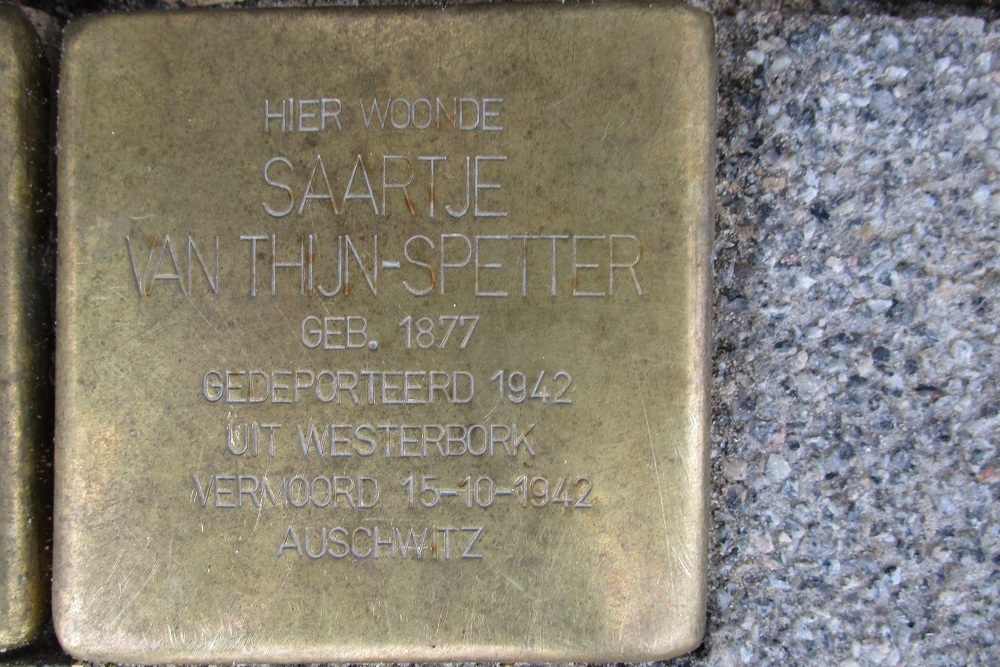 HIER WOONDE
SAARTJE
VAN THIJN-SPETTER
GEB. 1877
GEDEPORTEERD 1942
UIT WESTERBORK
VERMOORD 15-10-1942
AUSCHWITZ